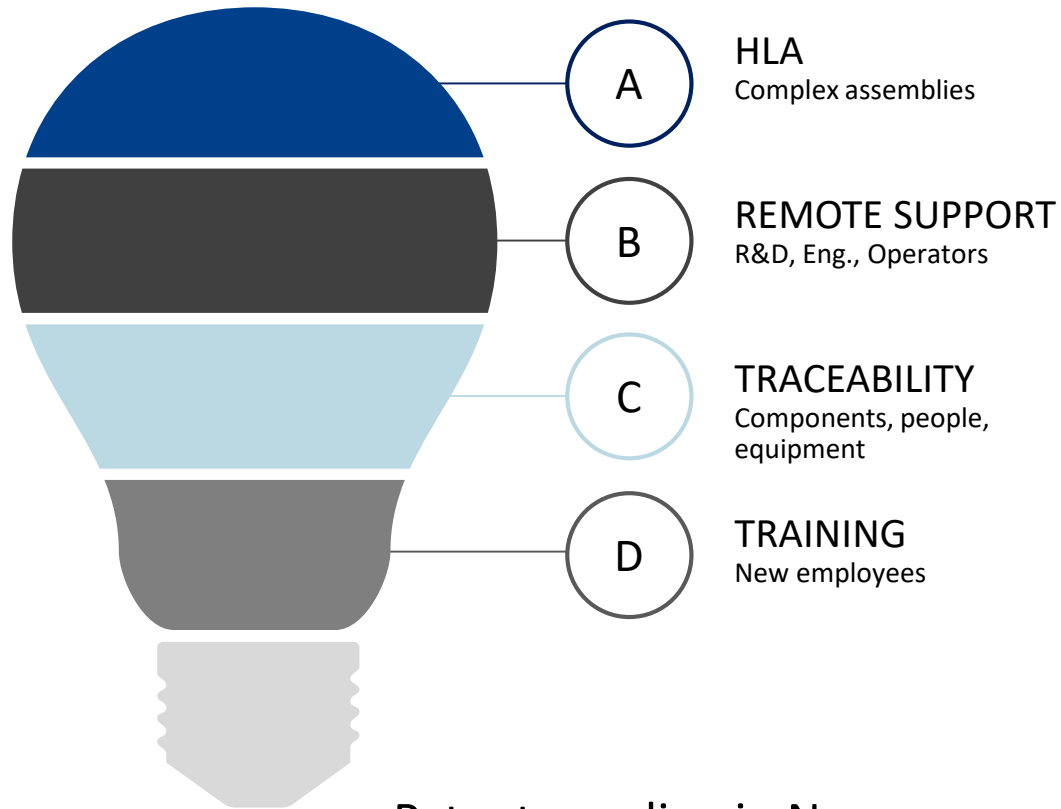 A
HLA
Complex assemblies
B
REMOTE SUPPORT
R&D, Eng., Operators
C
TRACEABILITY
Components, people,
equipment
D
TRAINING
New employees